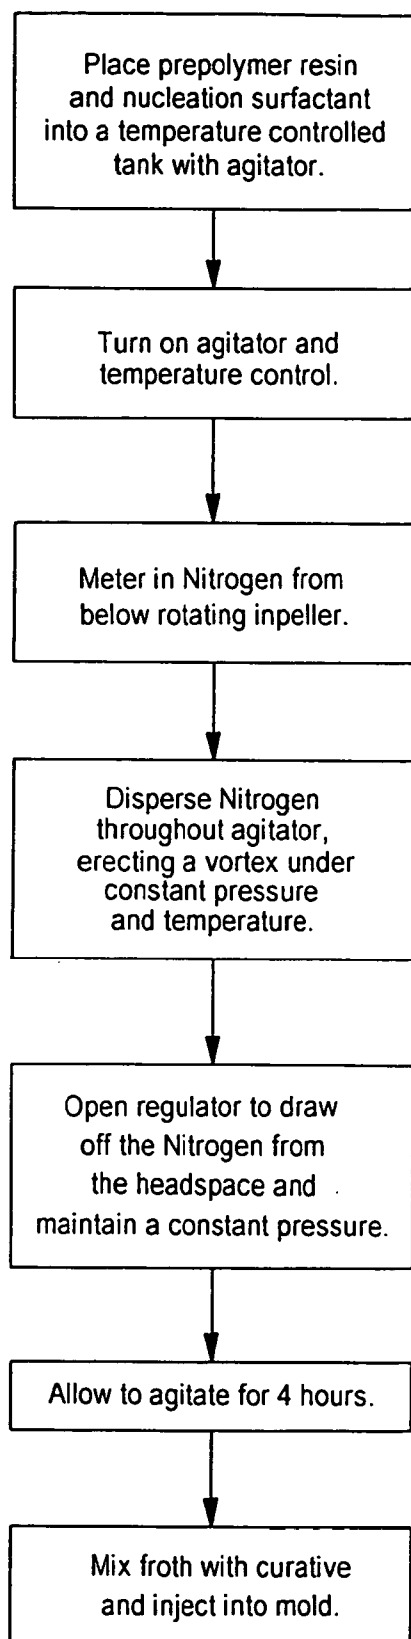 Place prepolymer resin
and nucleation surfactant
into a temperature controlled
tank with agitator.
Turn on agitator and
temperature control.
Meter in Nitrogen from
below rotating inpeller.
Disperse Nitrogen
throughout agitator,
erecting a vortex under
constant pressure
and temperature.
Open regulator to draw
off the Nitrogen from
the headspace and
maintain a constant pressure.
Allow to agitate for 4 hours.
Mix froth with curative
and inject into mold.